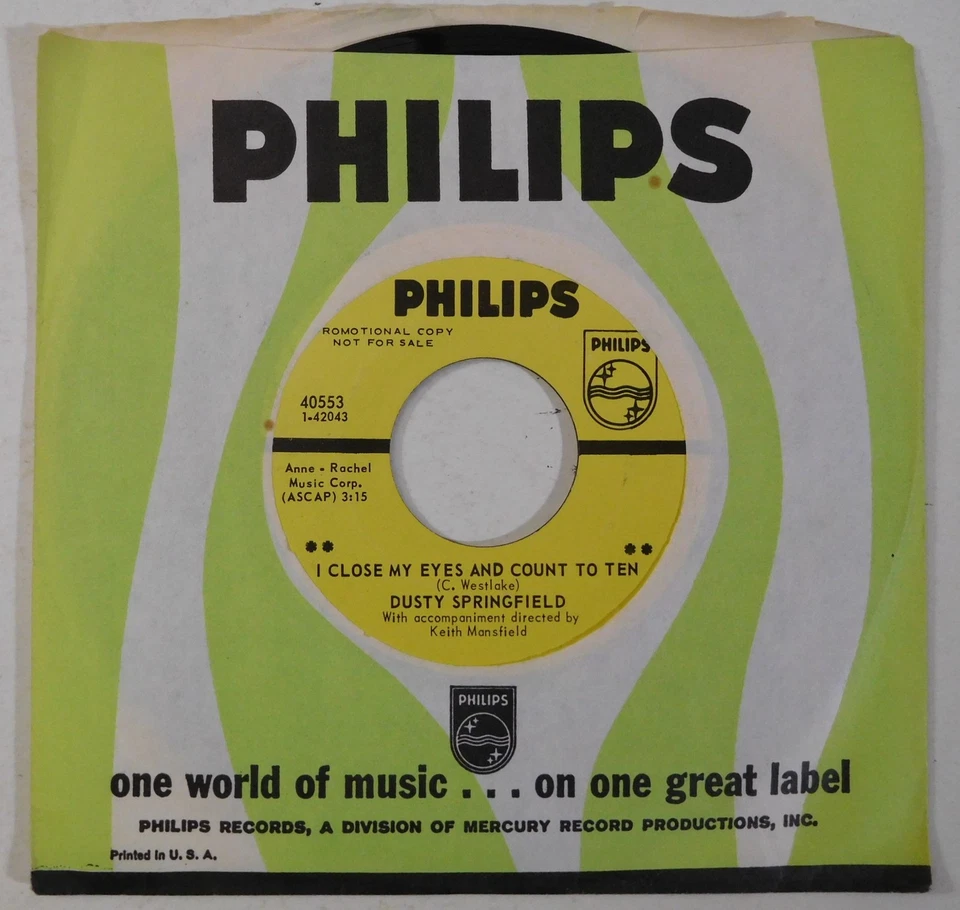 PHILIPS
PHILIPS
ROMOTIONAL COPY
NOT FOR SALE
PHILIPS
40553
1-42043
Anne - Rachel
Music Corp.
(ASCAP) 3:15
** **
I CLOSE MY EYES AND COUNT TO TEN
(C. Westlake)
DUSTY SPRINGFIELD
With accompaniment directed by
Keith Mansfield
PHILIPS
one world of music . . . on one great label
PHILIPS RECORDS, A DIVISION OF MERCURY RECORD PRODUCTIONS, INC.
Printed in U. S. A.